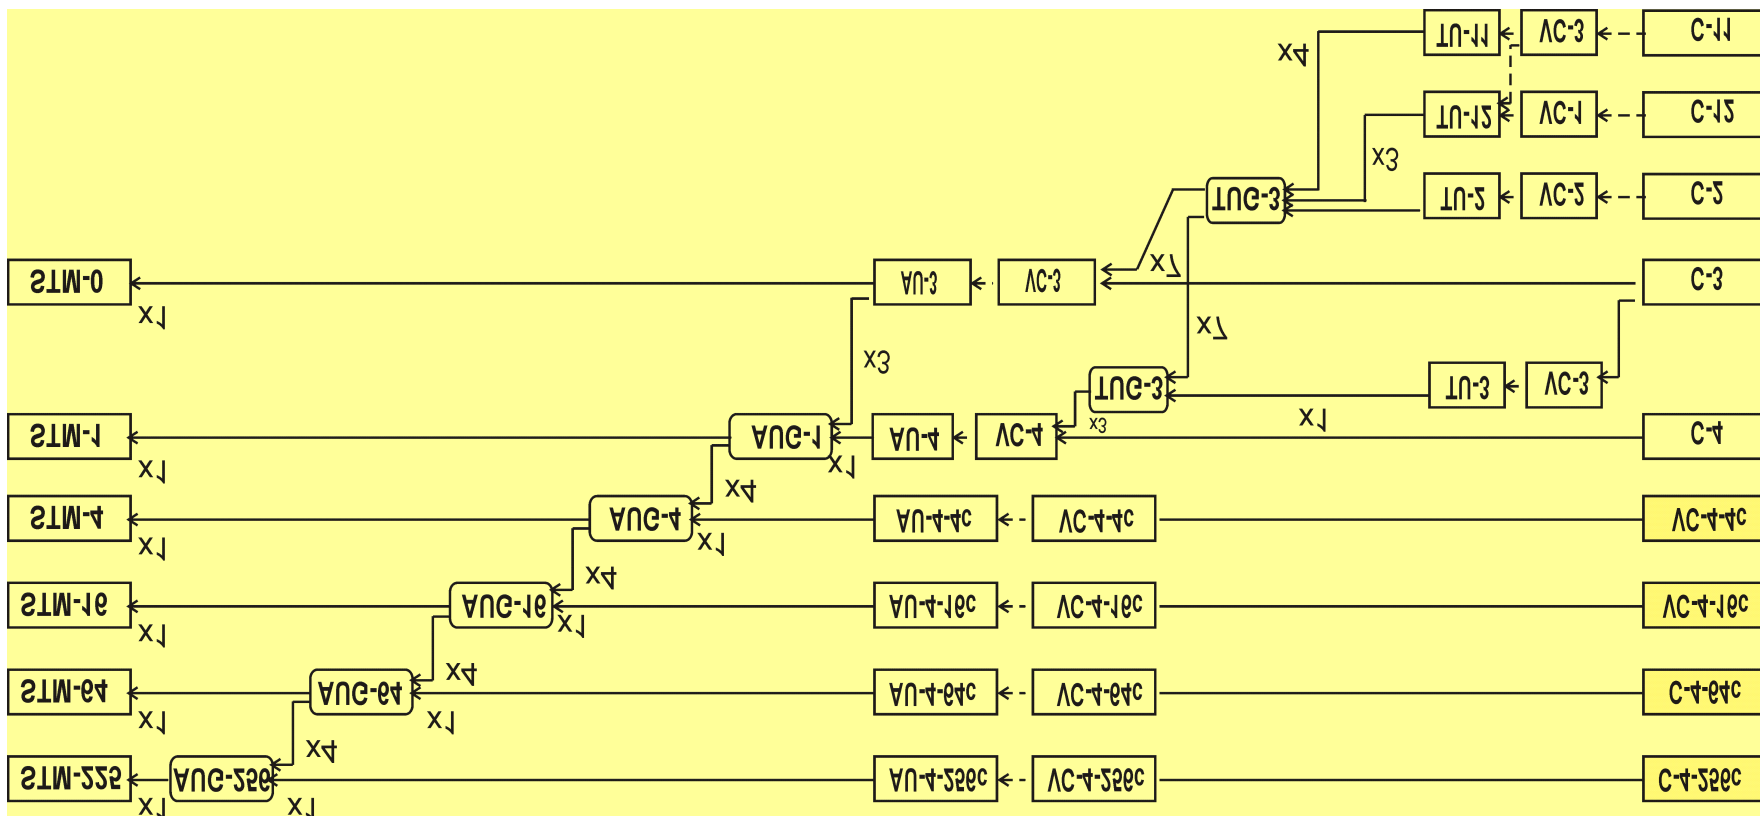 TU-11
VC-3
C-11
x4
TU-12
VC-1
C-12
x3
TUG-3
TU-2
VC-2
C-2
x7
STM-0
AU-3
VC-3
C-3
x1
x7
x3
TUG-3
TU-3
VC-3
x3
x1
STM-1
AUG-1
AU-4
VC-4
C-4
x1
x1
x4
STM-4
AUG-4
AU-4-4c
VC-4-4c
VC-4-4c
x1
x1
x4
STM-16
AUG-16
AU-4-16c
VC-4-16c
VC-4-16c
x1
x1
x4
STM-64
AUG-64
AU-4-64c
VC-4-64c
C-4-64c
x1
x1
x4
STM-225
AUG-256
AU-4-256c
VC-4-256c
C-4-256c
x1
x1